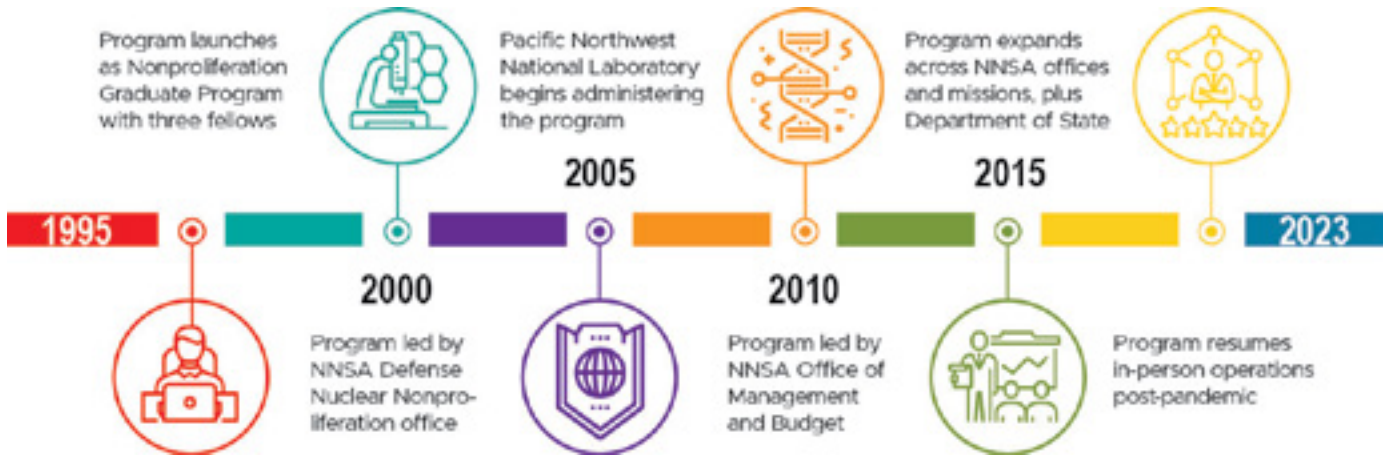 Program launches
as Nonproliferation
Graduate Program
with three fellows
Pacific Northwest
National Laboratory
begins administering
the program
Program expands
across NNSA offices
and missions, plus
Department of State
2005
2015
1995
2023
2000
2010
Program led by
NNSA Defense
Nuclear Nonpro-
liferation office
Program led by
NNSA Office of
Management
and Budget
Program resumes
in-person operations
post-pandemic